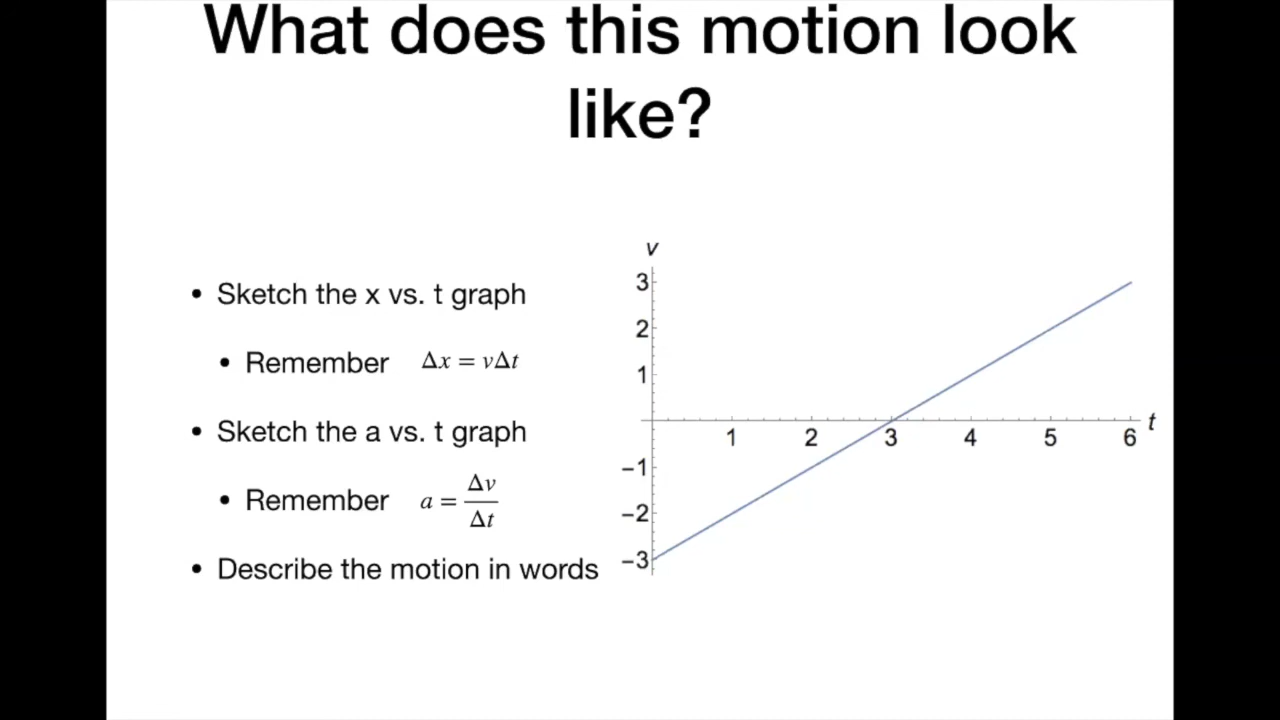 What does this motion look
like?
• Sketch the x vs. t graph
• Remember Δx = vΔt
• Sketch the a vs. t graph
• Remember a = Δv/Δt
• Describe the motion in words
v
3
2
1
1 2 3 4 5 6 t
−1
−2
−3